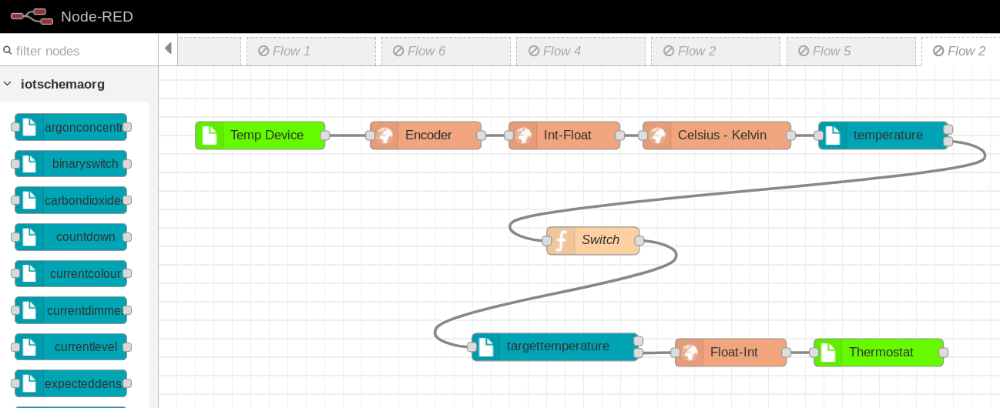 Node-RED
filter nodes
Flow 1
Flow 6
Flow 4
Flow 2
Flow 5
Flow 2
iotschemaorg
argonconcentr
binaryswitch
carbondioxide
countdown
currentcolour
currentdimmer
currentlevel
expecteddens
Temp Device
Encoder
Int-Float
Celsius - Kelvin
temperature
Switch
targettemperature
Float-Int
Thermostat